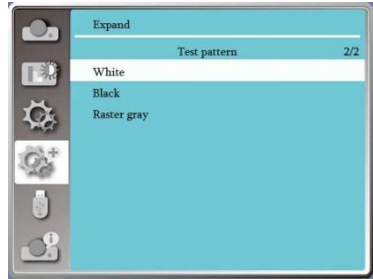 Expand
Test pattern 2/2
White
Black
Raster gray